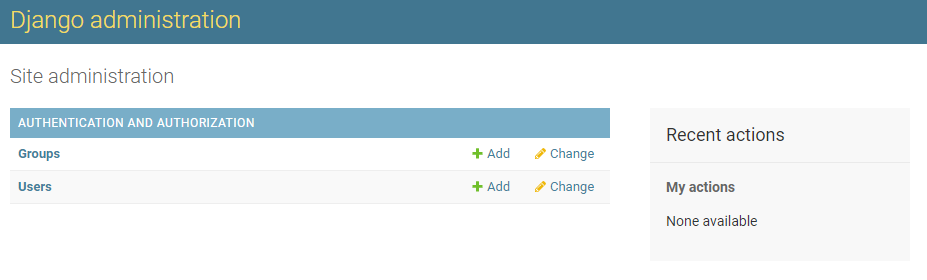 Django administration
Site administration
AUTHENTICATION AND AUTHORIZATION
Groups Add Change
Users Add Change
Recent actions
My actions
None available